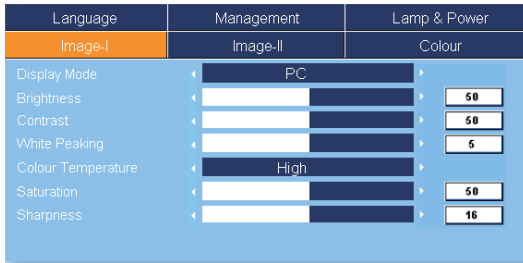 Language Management Lamp & Power
Image-I Image-II Colour
Display Mode PC
Brightness 50
Contrast 50
White Peaking 5
Colour Temperature High
Saturation 50
Sharpness 16